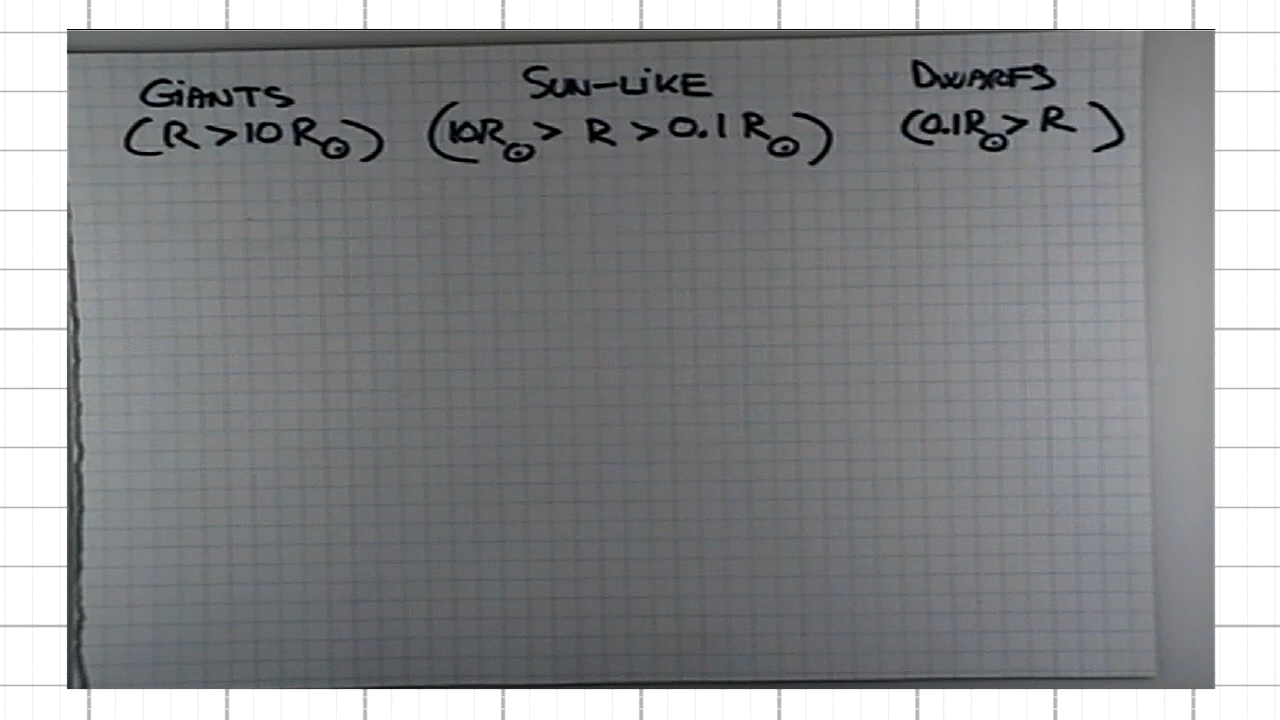 GiANTS
(R > 10 R☉)
SUN-LiKE
(10R☉ > R > 0.1 R☉)
DWARFS
(0.1R☉ > R )